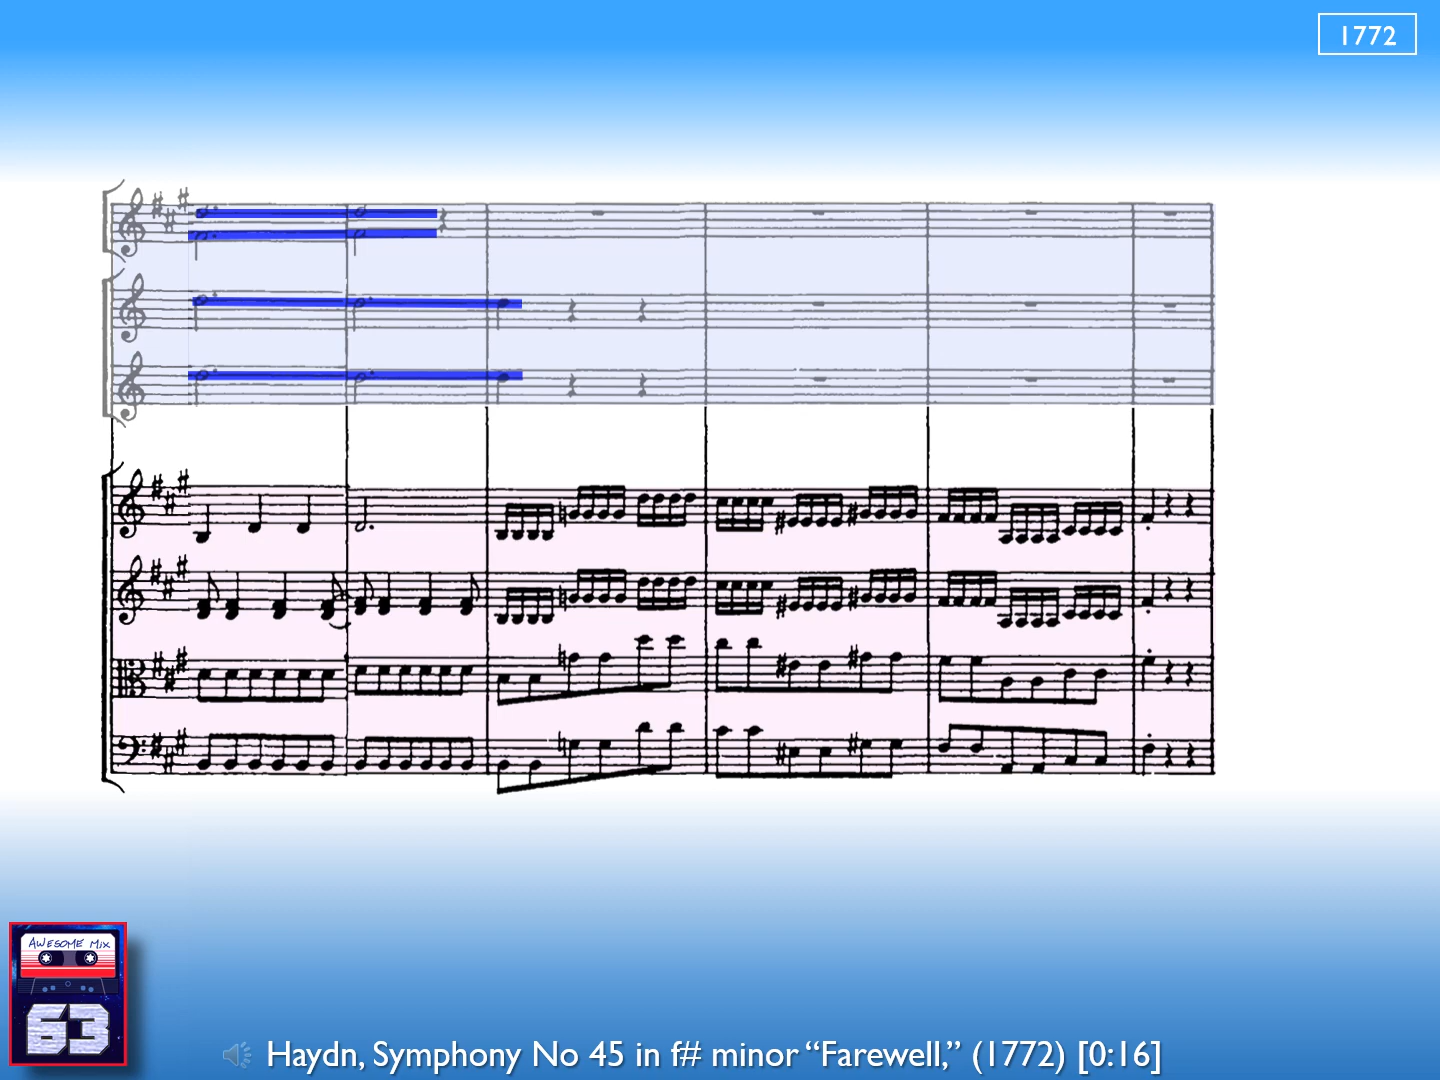 1772
AWESOME MIX
63
Haydn, Symphony No 45 in f# minor “Farewell,” (1772) [0:16]